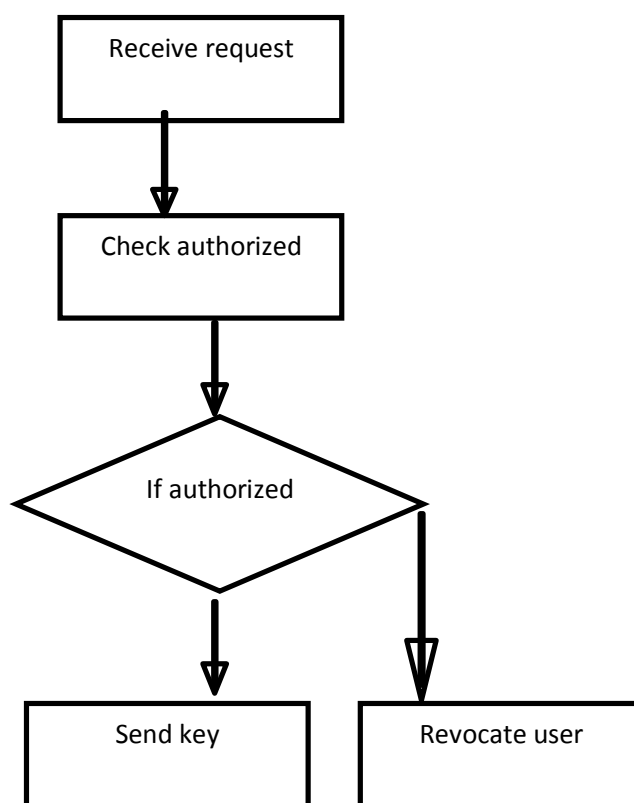 Receive request
Check authorized
If authorized
Send key
Revocate user